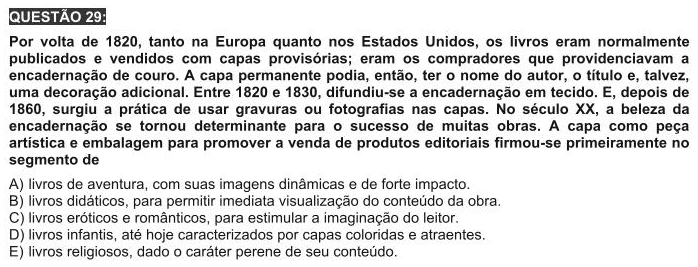 QUESTÃO 29:
Por volta de 1820, tanto na Europa quanto nos Estados Unidos, os livros eram normalmente
publicados e vendidos com capas provisórias; eram os compradores que providenciavam a
encadernação de couro. A capa permanente podia, então, ter o nome do autor, o título e, talvez,
uma decoração adicional. Entre 1820 e 1830, difundiu-se a encadernação em tecido. E, depois de
1860, surgiu a prática de usar gravuras ou fotografias nas capas. No século XX, a beleza da
encadernação se tornou determinante para o sucesso de muitas obras. A capa como peça
artística e embalagem para promover a venda de produtos editoriais firmou-se primeiramente no
segmento de
A) livros de aventura, com suas imagens dinâmicas e de forte impacto.
B) livros didáticos, para permitir imediata visualização do conteúdo da obra.
C) livros eróticos e românticos, para estimular a imaginação do leitor.
D) livros infantis, até hoje caracterizados por capas coloridas e atraentes.
E) livros religiosos, dado o caráter perene de seu conteúdo.